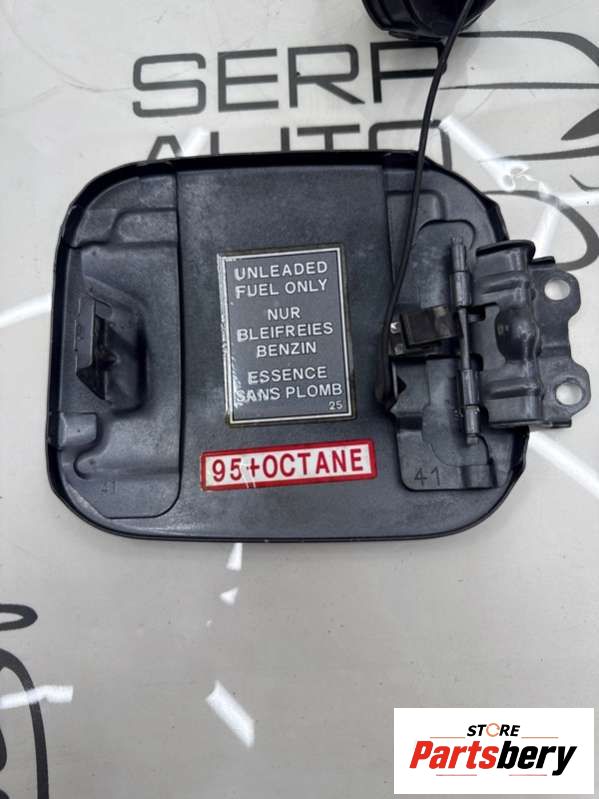 SERP
AUTO
UNLEADED
FUEL ONLY
NUR
BLEIFREIES
BENZIN
ESSENCE
SANS PLOMB
25
95+OCTANE
41
41
STORE
Partsbery